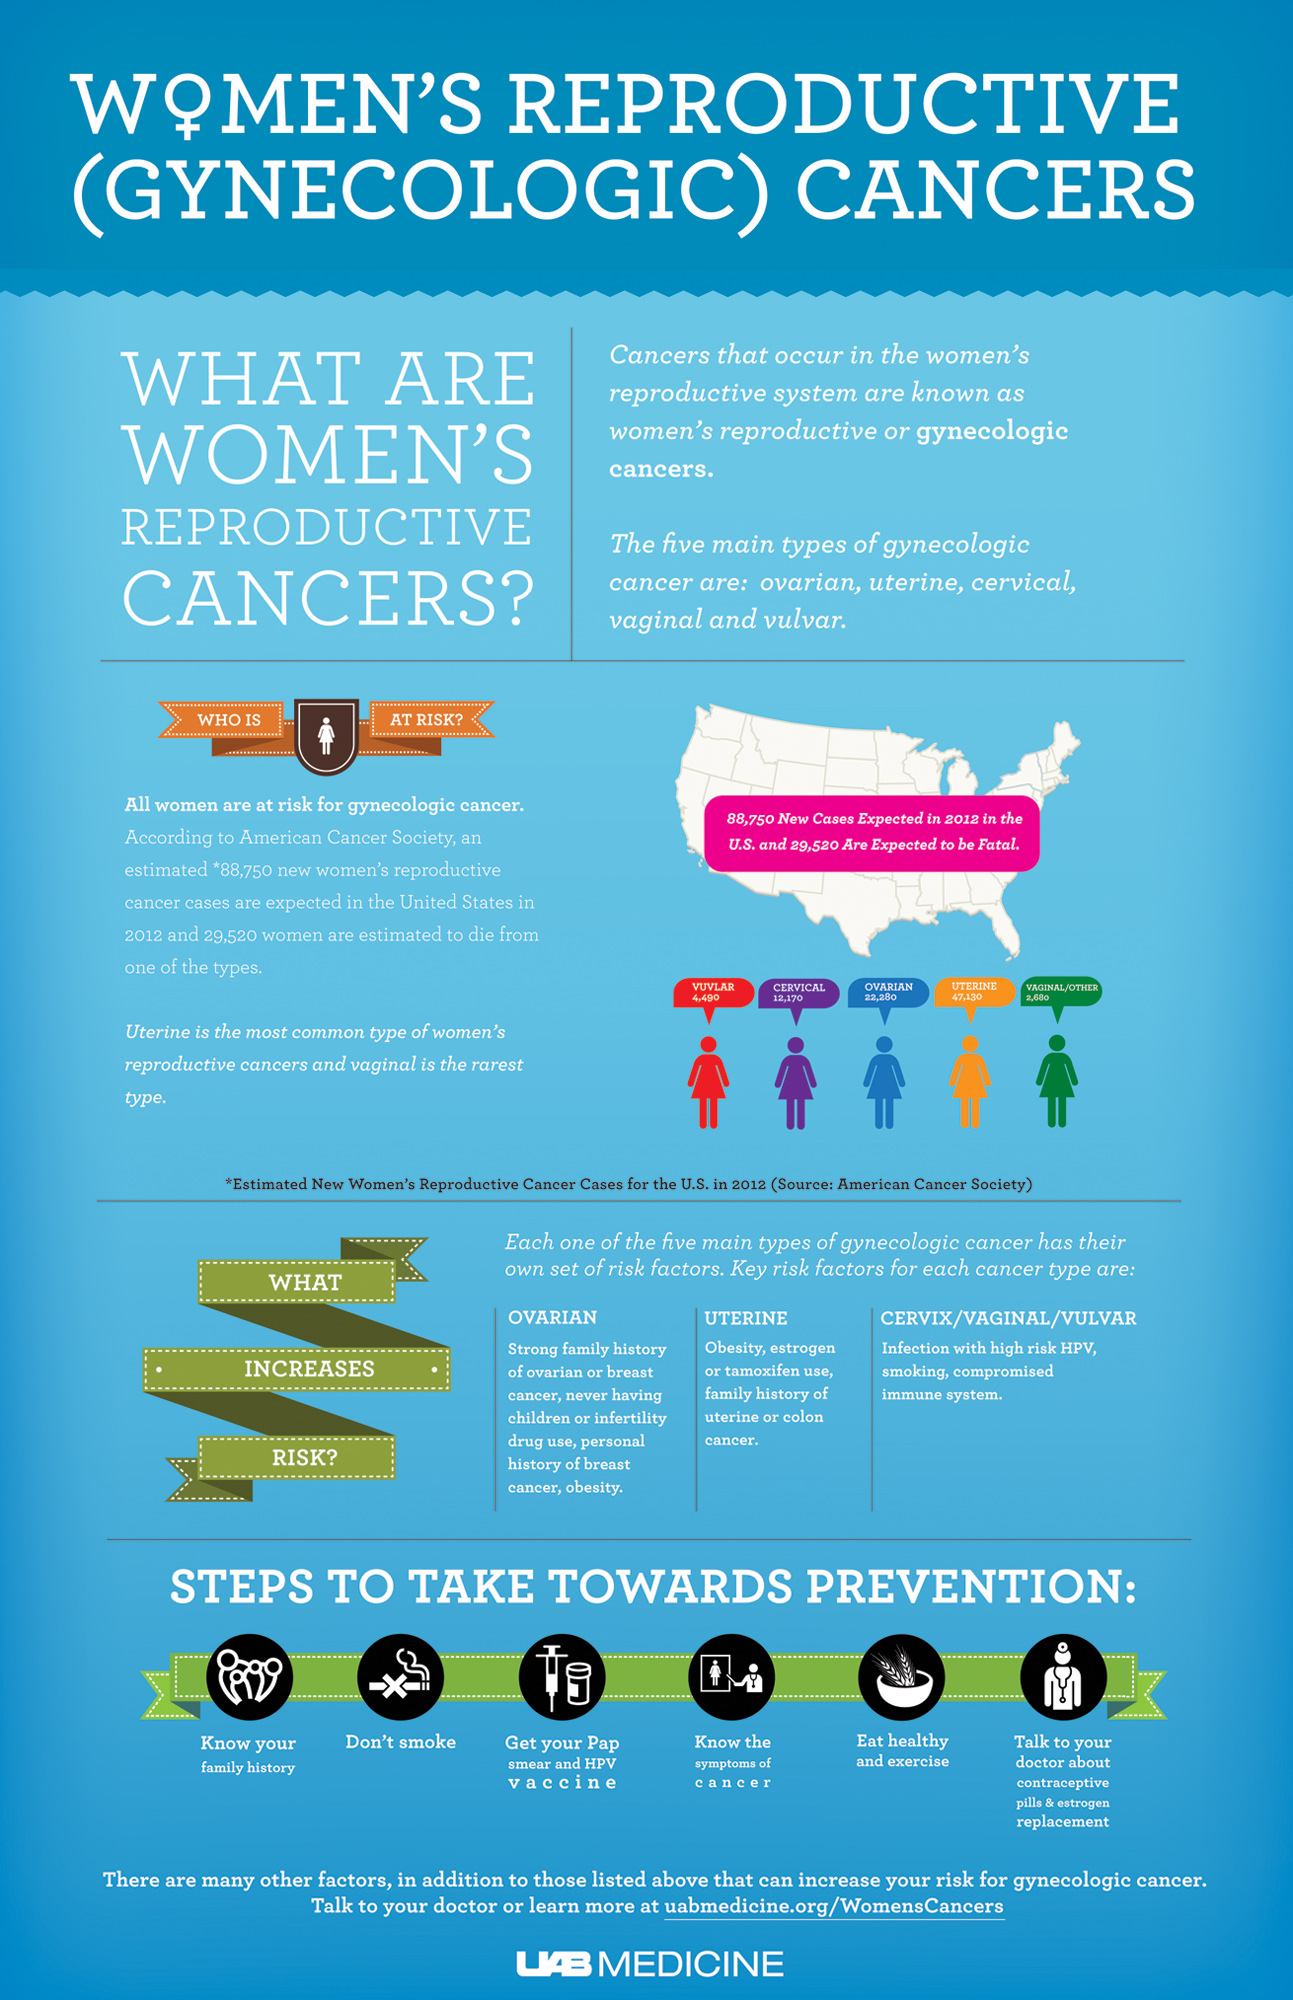 WOMEN'S REPRODUCTIVE
(GYNECOLOGIC) CANCERS
WHAT ARE
WOMEN'S
REPRODUCTIVE
CANCERS?
Cancers that occur in the women's
reproductive system are known as
women's reproductive or gynecologic
cancers.
The five main types of gynecologic
cancer are:  ovarian, uterine, cervical,
vaginal and vulvar.
WHO IS
AT RISK?
All women are at risk for gynecologic cancer.
According to American Cancer Society, an
estimated *88,750 new women's reproductive
cancer cases are expected in the United States in
2012 and 29,520 women are estimated to die from
one of the types.
Uterine is the most common type of women's
reproductive cancers and vaginal is the rarest
type.
88,750 New Cases Expected in 2012 in the
U.S. and 29,520 Are Expected to be Fatal.
VUVLAR
4,490
CERVICAL
12,170
OVARIAN
22,280
UTERINE
47,130
VAGINAL/OTHER
2,680
*Estimated New Women's Reproductive Cancer Cases for the U.S. in 2012 (Source: American Cancer Society)
WHAT
INCREASES
RISK?
Each one of the five main types of gynecologic cancer has their
own set of risk factors. Key risk factors for each cancer type are:
OVARIAN
Strong family history
of ovarian or breast
cancer, never having
children or infertility
drug use, personal
history of breast
cancer, obesity.
UTERINE
Obesity, estrogen
or tamoxifen use,
family history of
uterine or colon
cancer.
CERVIX/VAGINAL/VULVAR
Infection with high risk HPV,
smoking, compromised
immune system.
STEPS TO TAKE TOWARDS PREVENTION:
Know your
family history
Don't smoke
Get your Pap
smear and HPV
vaccine
Know the
symptoms of
cancer
Eat healthy
and exercise
Talk to your
doctor about
contraceptive
pills & estrogen
replacement
There are many other factors, in addition to those listed above that can increase your risk for gynecologic cancer.
Talk to your doctor or learn more at uabmedicine.org/WomensCancers
UAB MEDICINE